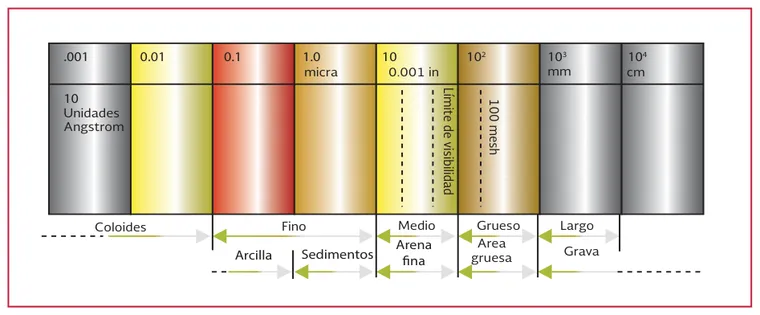 .001
0.01
0.1
1.0
micra
10
0.001 in
10²
10³
mm
10⁴
cm
10
Unidades
Angstrom
Límite de visibilidad
100 mesh
Coloides
Fino
Medio
Grueso
Largo
Arcilla
Sedimentos
Arena
fina
Area
gruesa
Grava